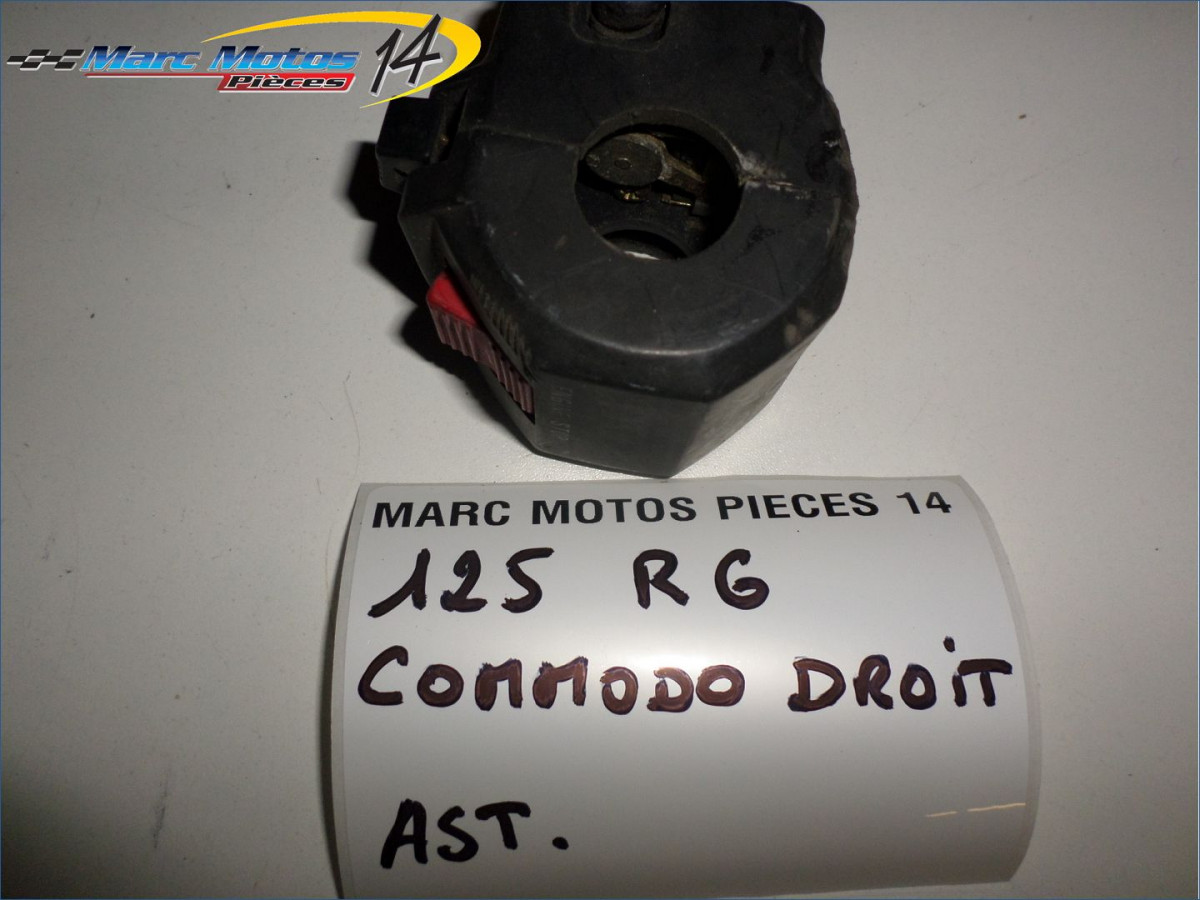 Marc Motos 14
Pièces
MARC MOTOS PIECES 14
125 RG
COMMODO DROiT
AST.